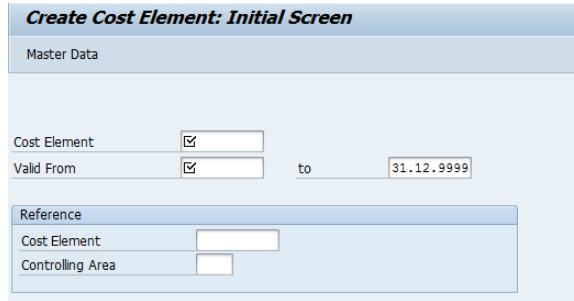 Create Cost Element: Initial Screen
Master Data
Cost Element
Valid From to 31.12.9999
Reference
Cost Element
Controlling Area